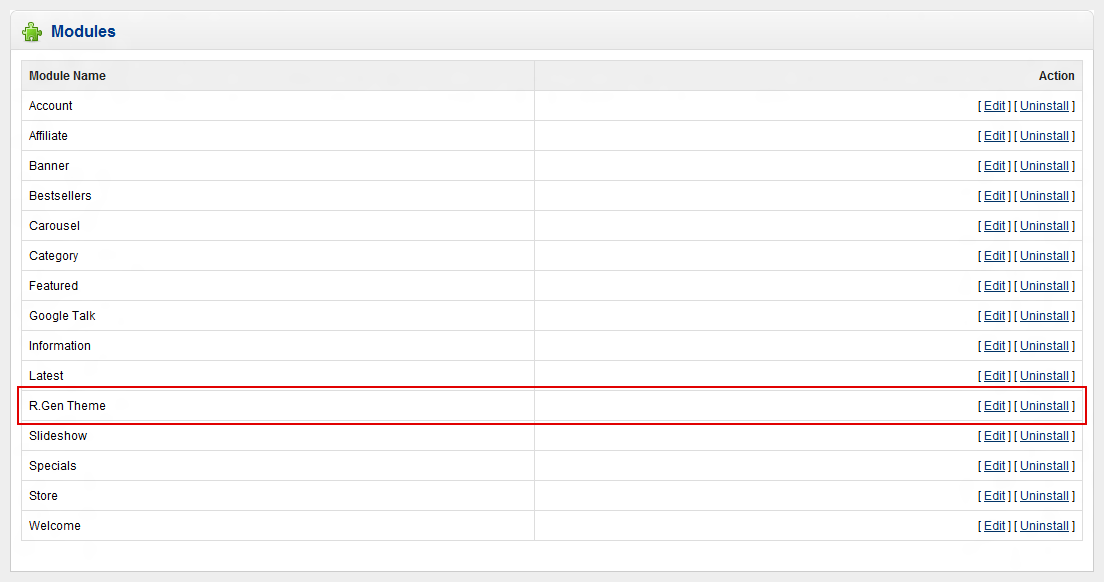 Modules
Module Name Action
Account [ Edit ] [ Uninstall ]
Affiliate [ Edit ] [ Uninstall ]
Banner [ Edit ] [ Uninstall ]
Bestsellers [ Edit ] [ Uninstall ]
Carousel [ Edit ] [ Uninstall ]
Category [ Edit ] [ Uninstall ]
Featured [ Edit ] [ Uninstall ]
Google Talk [ Edit ] [ Uninstall ]
Information [ Edit ] [ Uninstall ]
Latest [ Edit ] [ Uninstall ]
R.Gen Theme [ Edit ] [ Uninstall ]
Slideshow [ Edit ] [ Uninstall ]
Specials [ Edit ] [ Uninstall ]
Store [ Edit ] [ Uninstall ]
Welcome [ Edit ] [ Uninstall ]